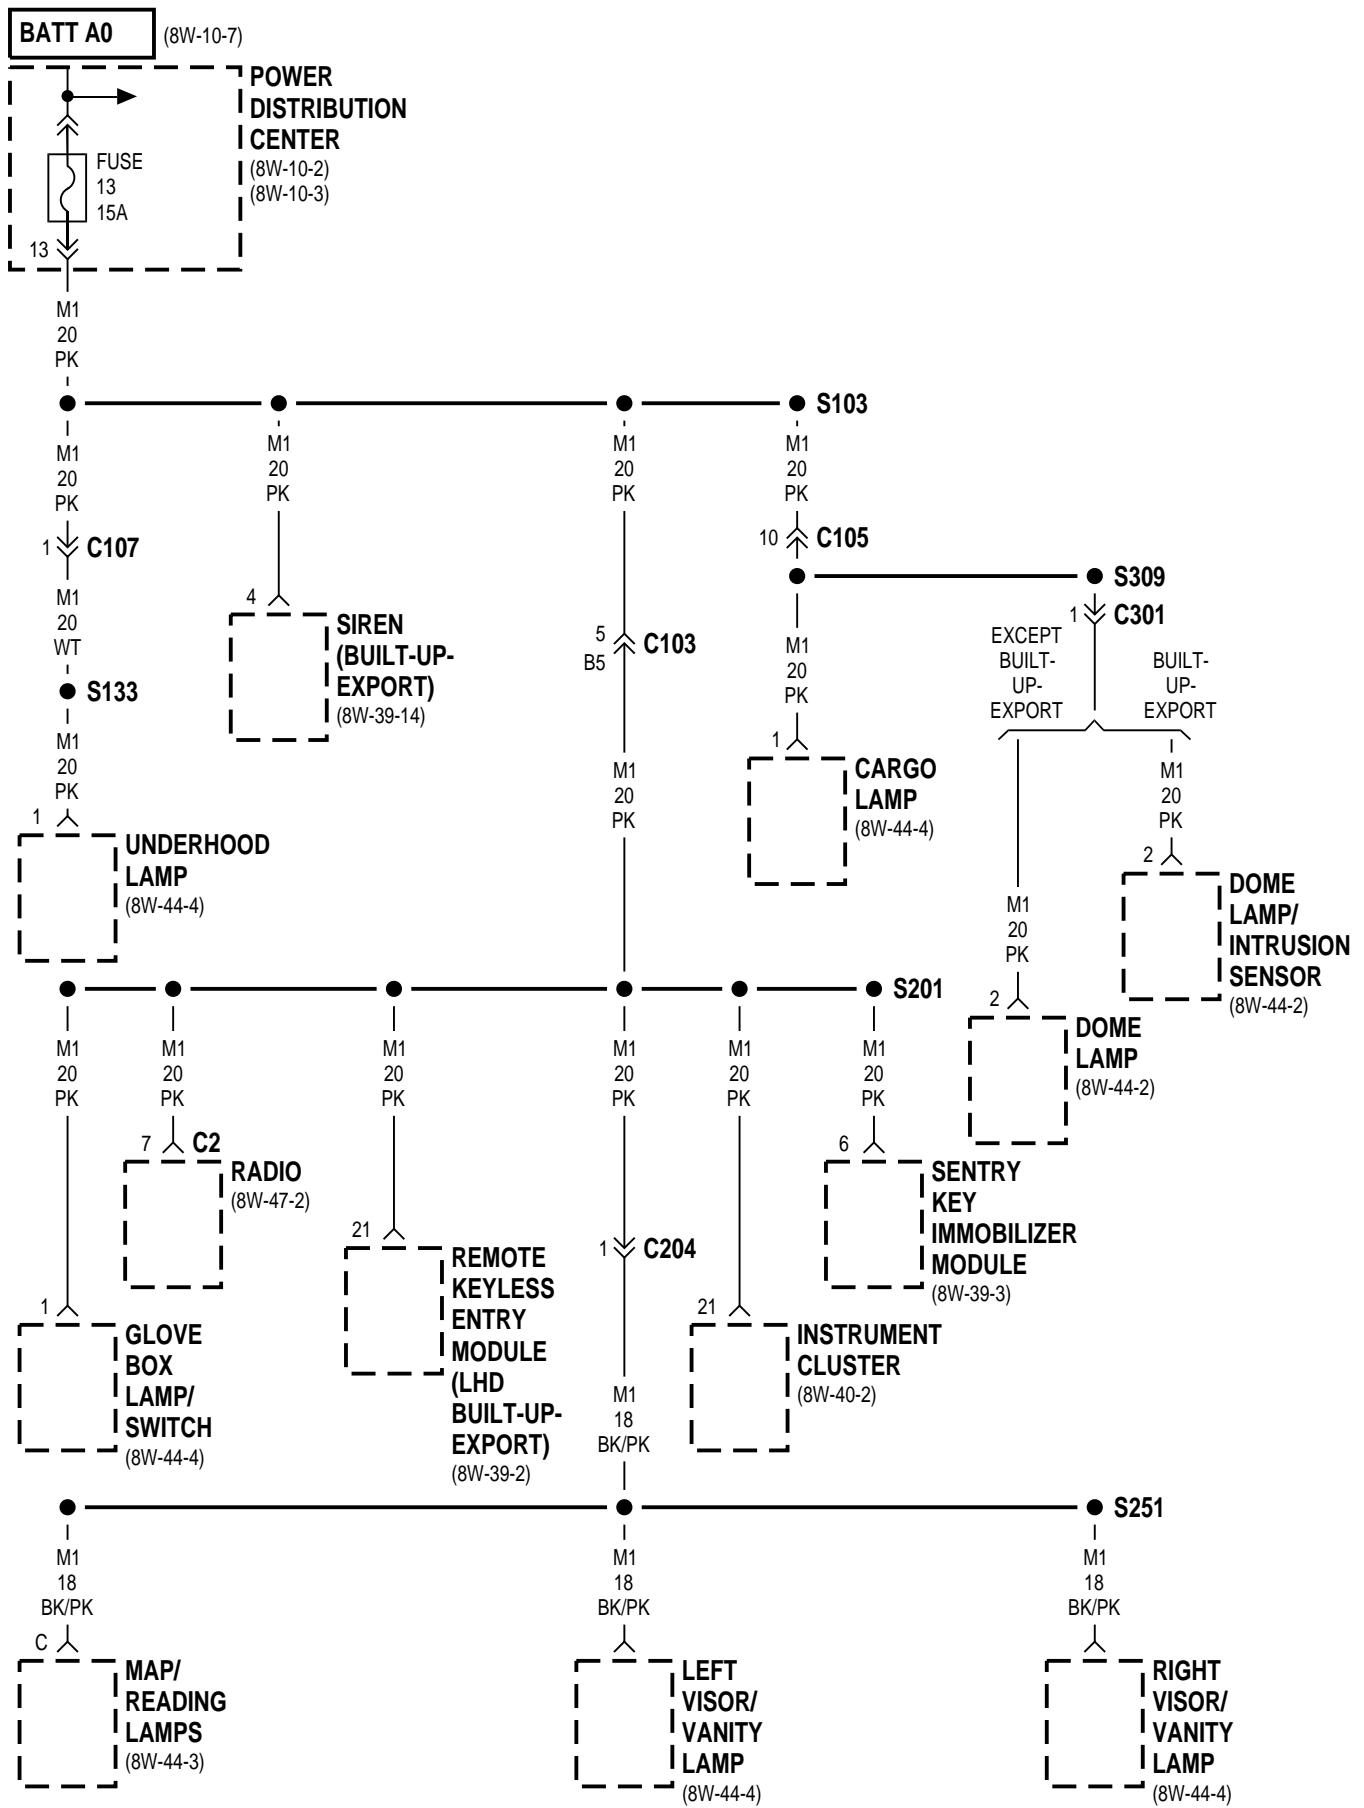 BATT A0
(8W-10-7)
POWER
DISTRIBUTION
CENTER
(8W-10-2)
(8W-10-3)
FUSE
13
15A
13
M1
20
PK
S103
M1
20
PK
M1
20
PK
M1
20
PK
M1
20
PK
1
C107
10
C105
M1
20
WT
4
SIREN
(BUILT-UP-
EXPORT)
(8W-39-14)
5
B5
C103
S309
1
C301
EXCEPT
BUILT-
UP-
EXPORT
BUILT-
UP-
EXPORT
S133
M1
20
PK
M1
20
PK
M1
20
PK
1
CARGO
LAMP
(8W-44-4)
M1
20
PK
1
UNDERHOOD
LAMP
(8W-44-4)
2
DOME
LAMP/
INTRUSION
SENSOR
(8W-44-2)
M1
20
PK
2
DOME
LAMP
(8W-44-2)
S201
M1
20
PK
M1
20
PK
M1
20
PK
M1
20
PK
M1
20
PK
M1
20
PK
7
C2
RADIO
(8W-47-2)
6
SENTRY
KEY
IMMOBILIZER
MODULE
(8W-39-3)
21
REMOTE
KEYLESS
ENTRY
MODULE
(LHD
BUILT-UP-
EXPORT)
(8W-39-2)
1
C204
1
GLOVE
BOX
LAMP/
SWITCH
(8W-44-4)
21
INSTRUMENT
CLUSTER
(8W-40-2)
M1
18
BK/PK
S251
M1
18
BK/PK
M1
18
BK/PK
M1
18
BK/PK
C
MAP/
READING
LAMPS
(8W-44-3)
LEFT
VISOR/
VANITY
LAMP
(8W-44-4)
RIGHT
VISOR/
VANITY
LAMP
(8W-44-4)